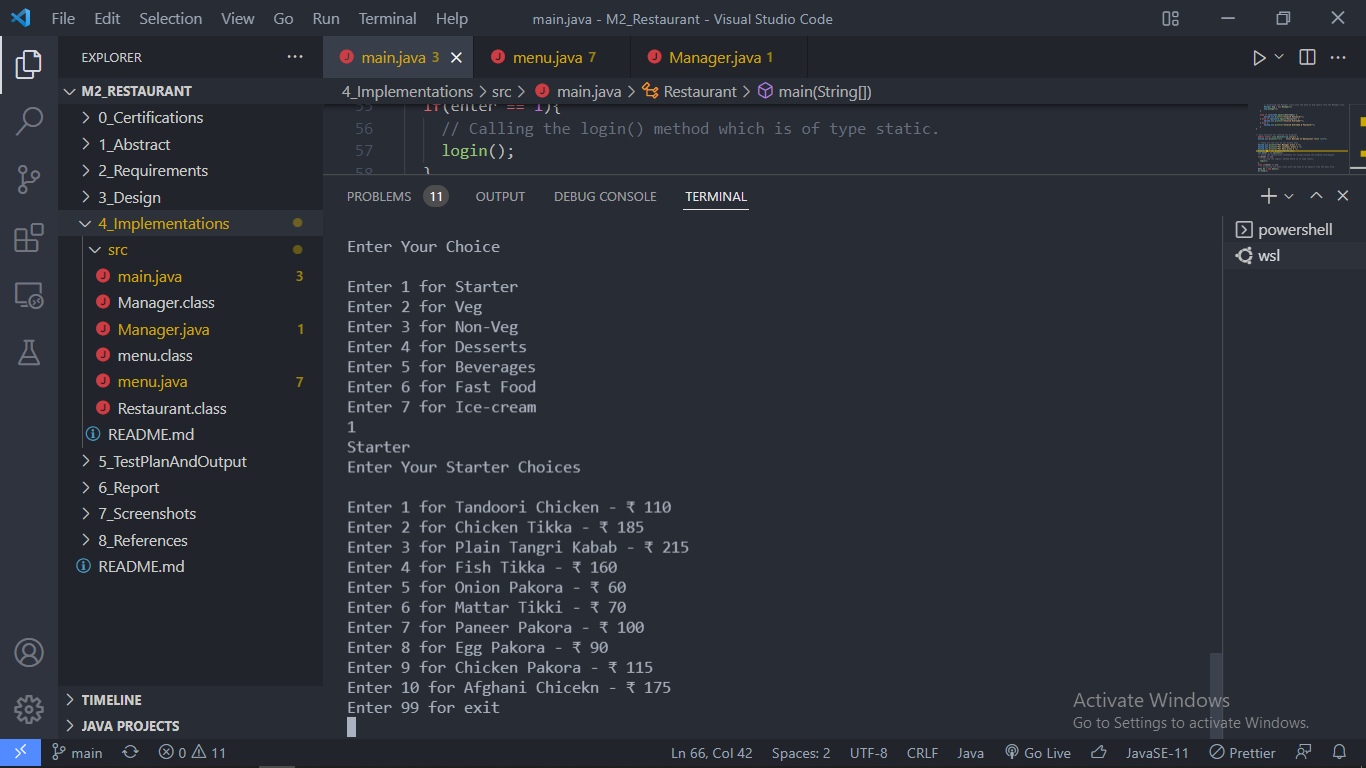 File Edit Selection View Go Run Terminal Help main.java - M2_Restaurant - Visual Studio Code
EXPLORER
M2_RESTAURANT
0_Certifications
1_Abstract
2_Requirements
3_Design
4_Implementations
src
main.java 3
Manager.class
Manager.java 1
menu.class
menu.java 7
Restaurant.class
README.md
5_TestPlanAndOutput
6_Report
7_Screenshots
8_References
README.md
TIMELINE
JAVA PROJECTS
main.java 3 menu.java 7 Manager.java 1
4_Implementations > src > main.java > Restaurant > main(String[])
55 if(enter == 1){
56 // Calling the login() method which is of type static.
57 login();
58 }
PROBLEMS 11 OUTPUT DEBUG CONSOLE TERMINAL
powershell
wsl
Enter Your Choice
Enter 1 for Starter
Enter 2 for Veg
Enter 3 for Non-Veg
Enter 4 for Desserts
Enter 5 for Beverages
Enter 6 for Fast Food
Enter 7 for Ice-cream
1
Starter
Enter Your Starter Choices
Enter 1 for Tandoori Chicken - ₹ 110
Enter 2 for Chicken Tikka - ₹ 185
Enter 3 for Plain Tangri Kabab - ₹ 215
Enter 4 for Fish Tikka - ₹ 160
Enter 5 for Onion Pakora - ₹ 60
Enter 6 for Mattar Tikki - ₹ 70
Enter 7 for Paneer Pakora - ₹ 100
Enter 8 for Egg Pakora - ₹ 90
Enter 9 for Chicken Pakora - ₹ 115
Enter 10 for Afghani Chicekn - ₹ 175
Enter 99 for exit
Activate Windows
Go to Settings to activate Windows.
main 0 11 Ln 66, Col 42 Spaces: 2 UTF-8 CRLF Java Go Live JavaSE-11 Prettier